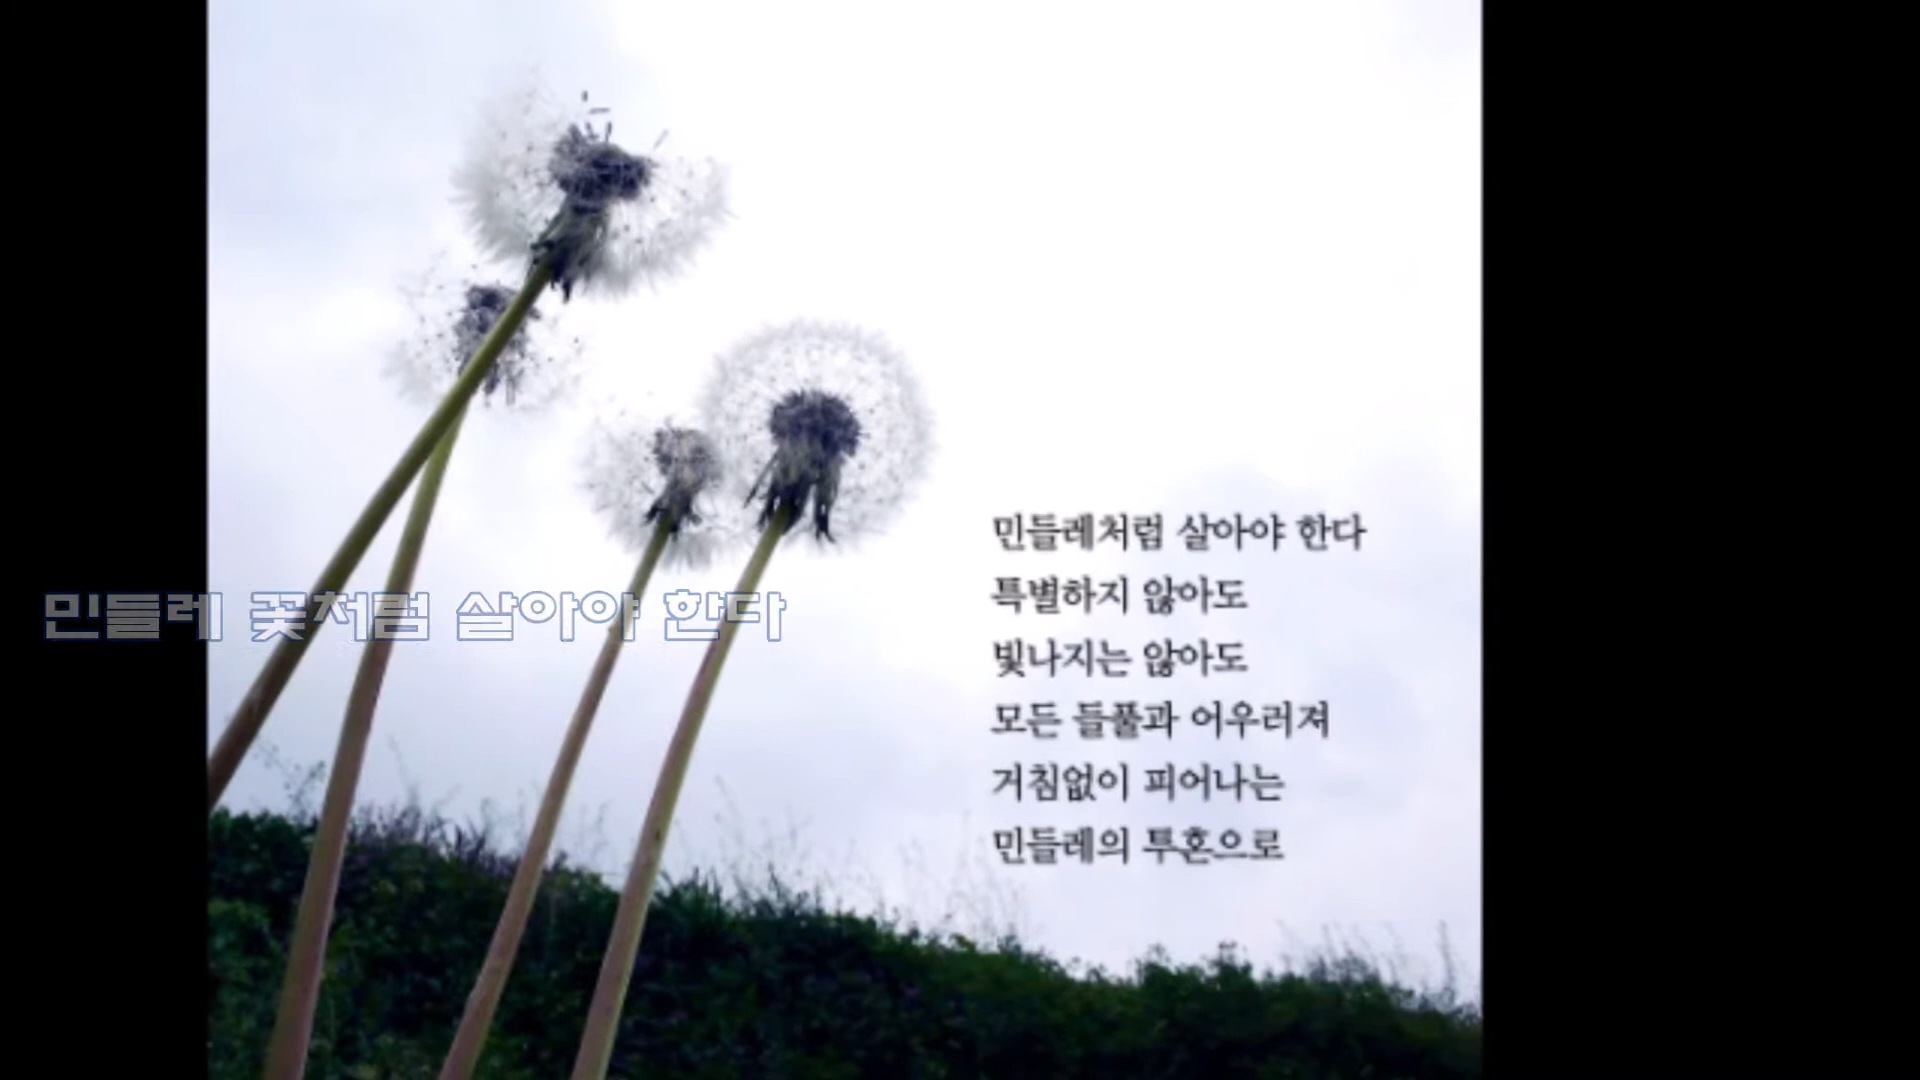 민들레처럼 살아야 한다
특별하지 않아도
빛나지는 않아도
모든 들풀과 어우러져
거침없이 피어나는
민들레의 투혼으로
민들레 꽃처럼 살아야 한다